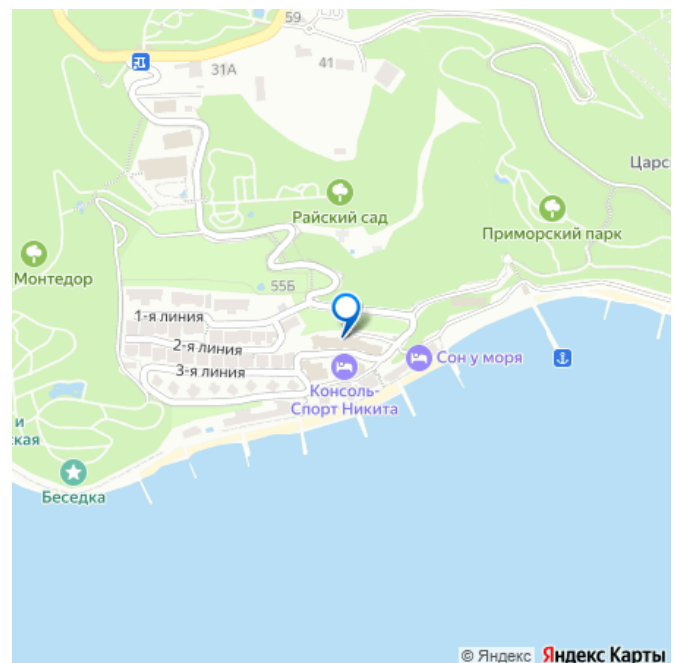 59
31А
41
Царс
Райский сад
Приморский парк
Монтедор
55Б
1-я линия
2-я линия
3-я линия
Сон у моря
Консоль-
Спорт Никита
и
ская
Беседка
© Яндекс Яндекс Карты